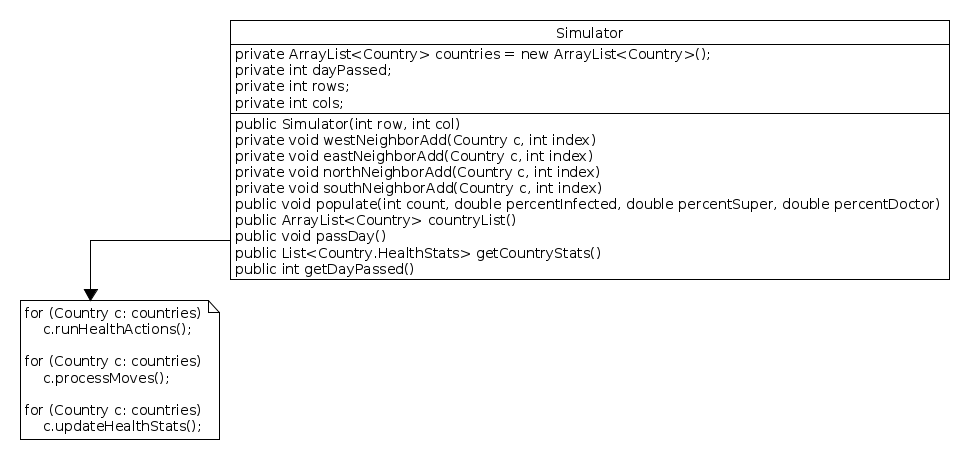 Simulator
private ArrayList<Country> countries = new ArrayList<Country>();
private int dayPassed;
private int rows;
private int cols;
public Simulator(int row, int col)
private void westNeighborAdd(Country c, int index)
private void eastNeighborAdd(Country c, int index)
private void northNeighborAdd(Country c, int index)
private void southNeighborAdd(Country c, int index)
public void populate(int count, double percentInfected, double percentSuper, double percentDoctor)
public ArrayList<Country> countryList()
public void passDay()
public List<Country.HealthStats> getCountryStats()
public int getDayPassed()
for (Country c: countries)
c.runHealthActions();
for (Country c: countries)
c.processMoves();
for (Country c: countries)
c.updateHealthStats();